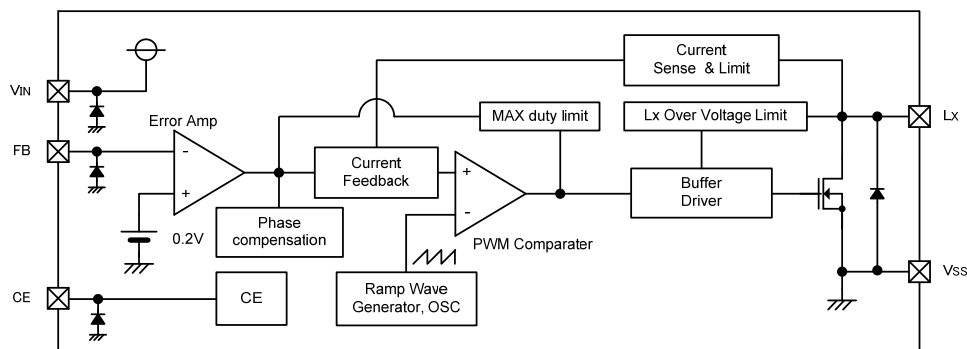 Current
Sense & Limit
VIN
MAX duty limit
Lx Over Voltage Limit
LX
Error Amp
FB
-
+
Current
Feedback
+
-
Buffer
Driver
Phase
compensation
0.2V
PWM Comparater
VSS
CE
CE
Ramp Wave
Generator, OSC